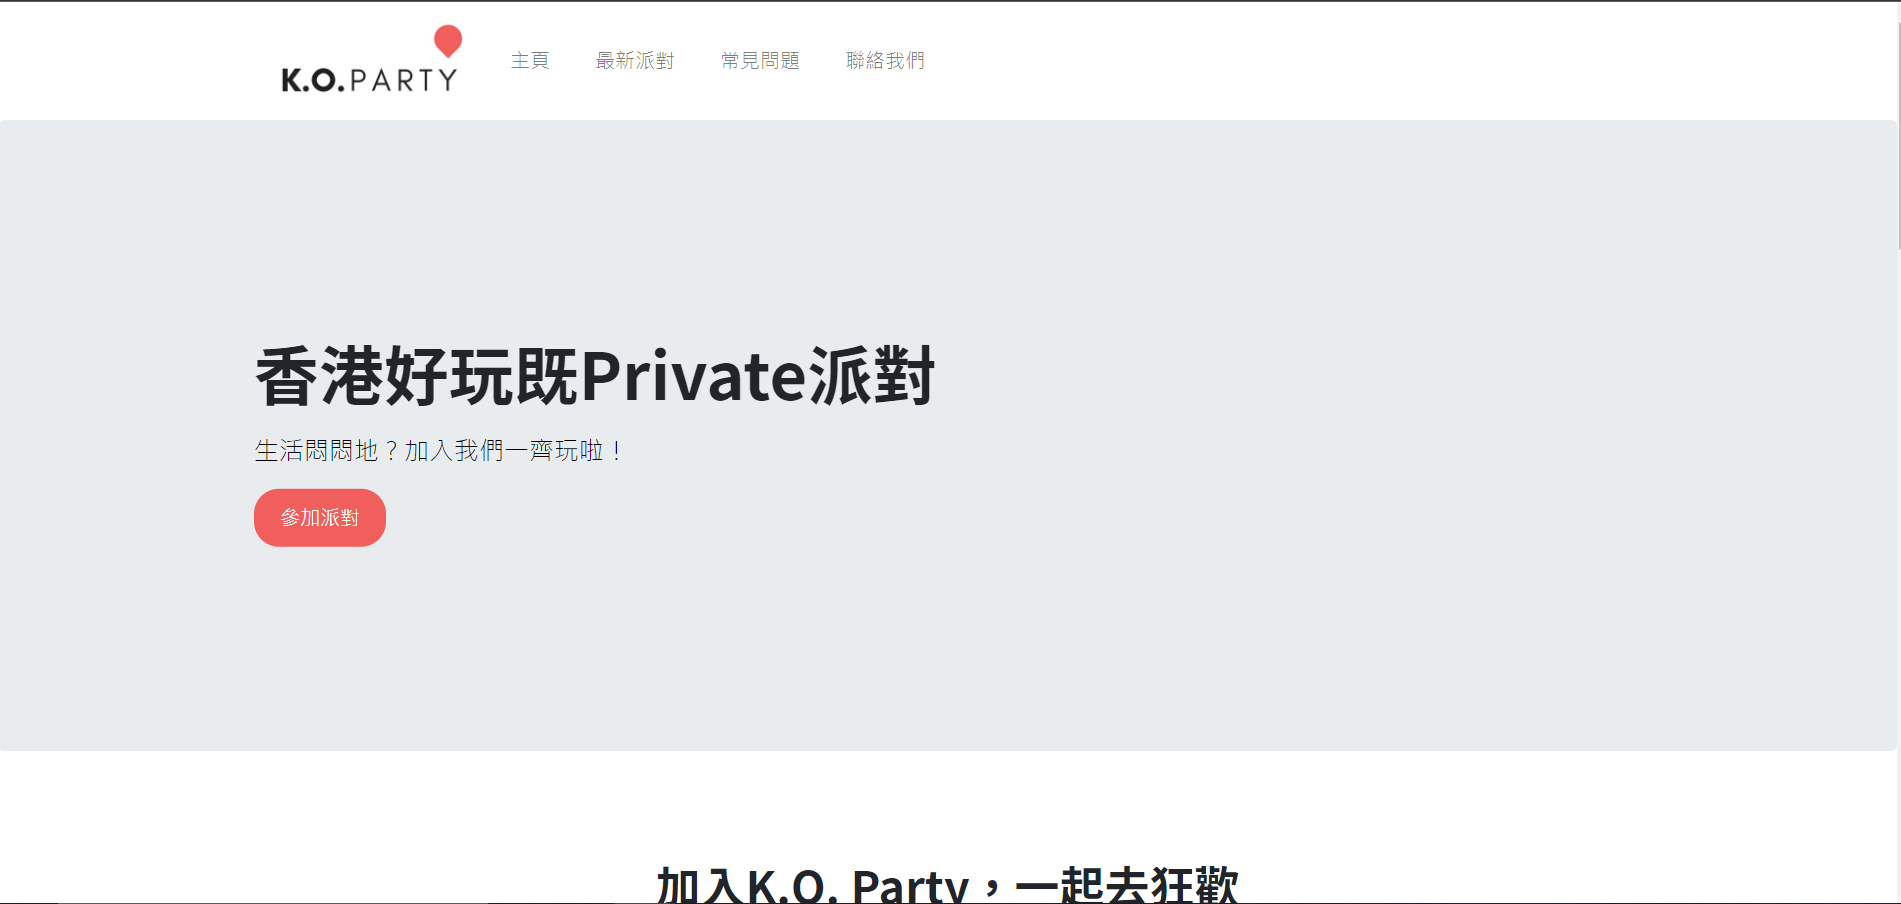 K.O.PARTY
主頁 最新派對 常見問題 聯絡我們
香港好玩既Private派對
生活悶悶地？加入我們一齊玩啦！
參加派對
加入K.O. Party，一起去狂歡